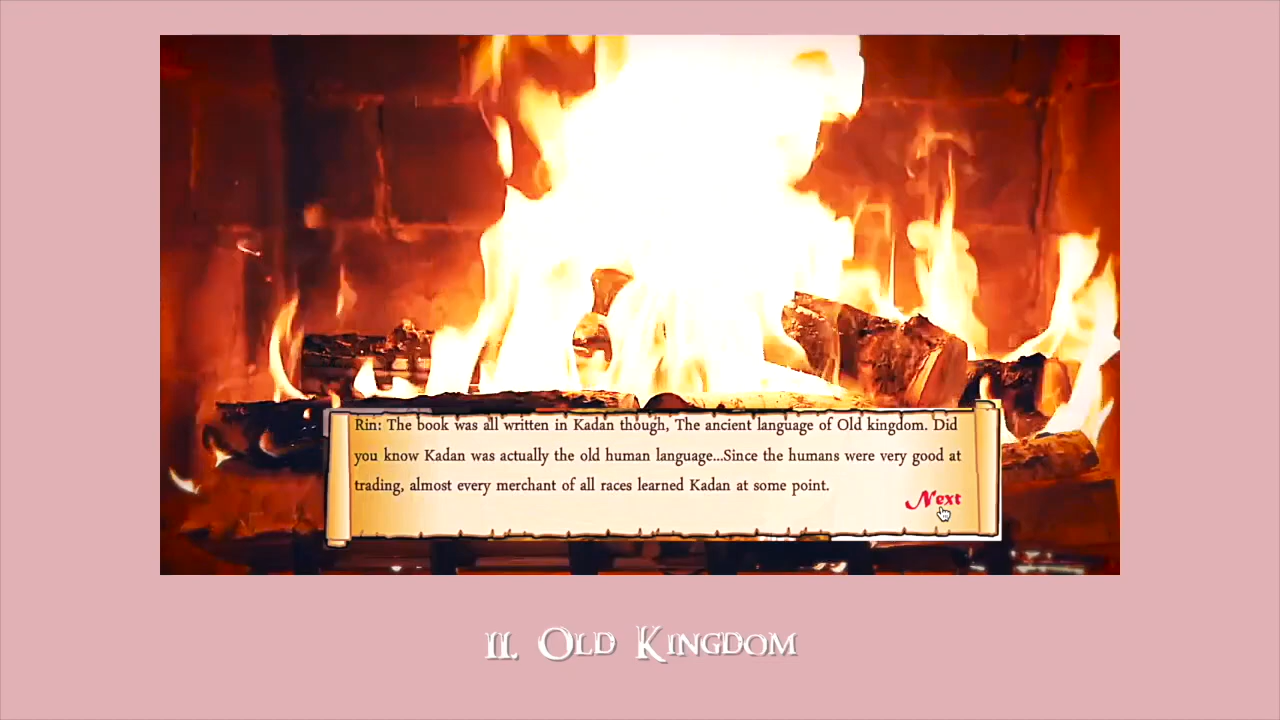 Rin: The book was all written in Kadan though, The ancient language of Old kingdom. Did
you know Kadan was actually the old human language...Since the humans were very good at
trading, almost every merchant of all races learned Kadan at some point.
Next
II. Old Kingdom